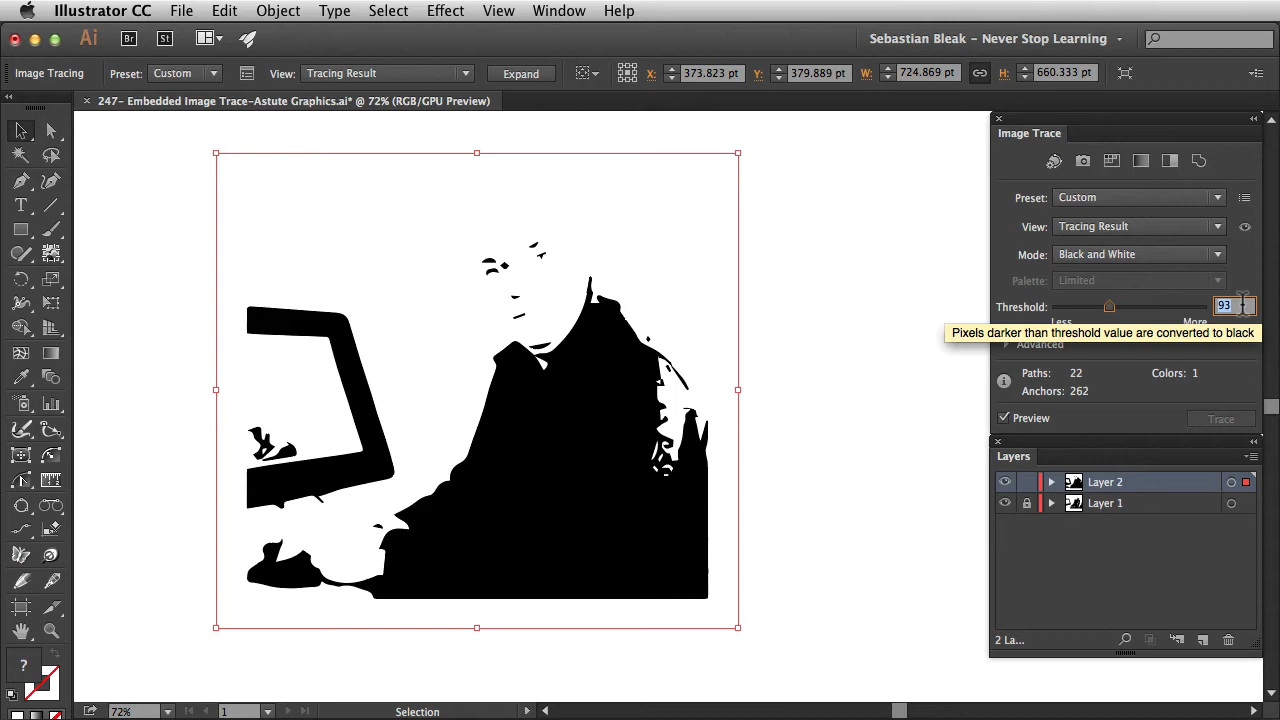 Illustrator CC File Edit Object Type Select Effect View Window Help
Ai Br St Sebastian Bleak – Never Stop Learning
Image Tracing Preset: Custom View: Tracing Result Expand X: 373.823 pt Y: 379.889 pt W: 724.869 pt H: 660.333 pt
247- Embedded Image Trace-Astute Graphics.ai* @ 72% (RGB/GPU Preview)
Image Trace
Preset: Custom
View: Tracing Result
Mode: Black and White
Palette: Limited
Threshold: 93
Less More
Pixels darker than threshold value are converted to black
Advanced
Paths: 22 Colors: 1
Anchors: 262
Preview Trace
Layers
Layer 2
Layer 1
2 La...
?
72% 1 Selection